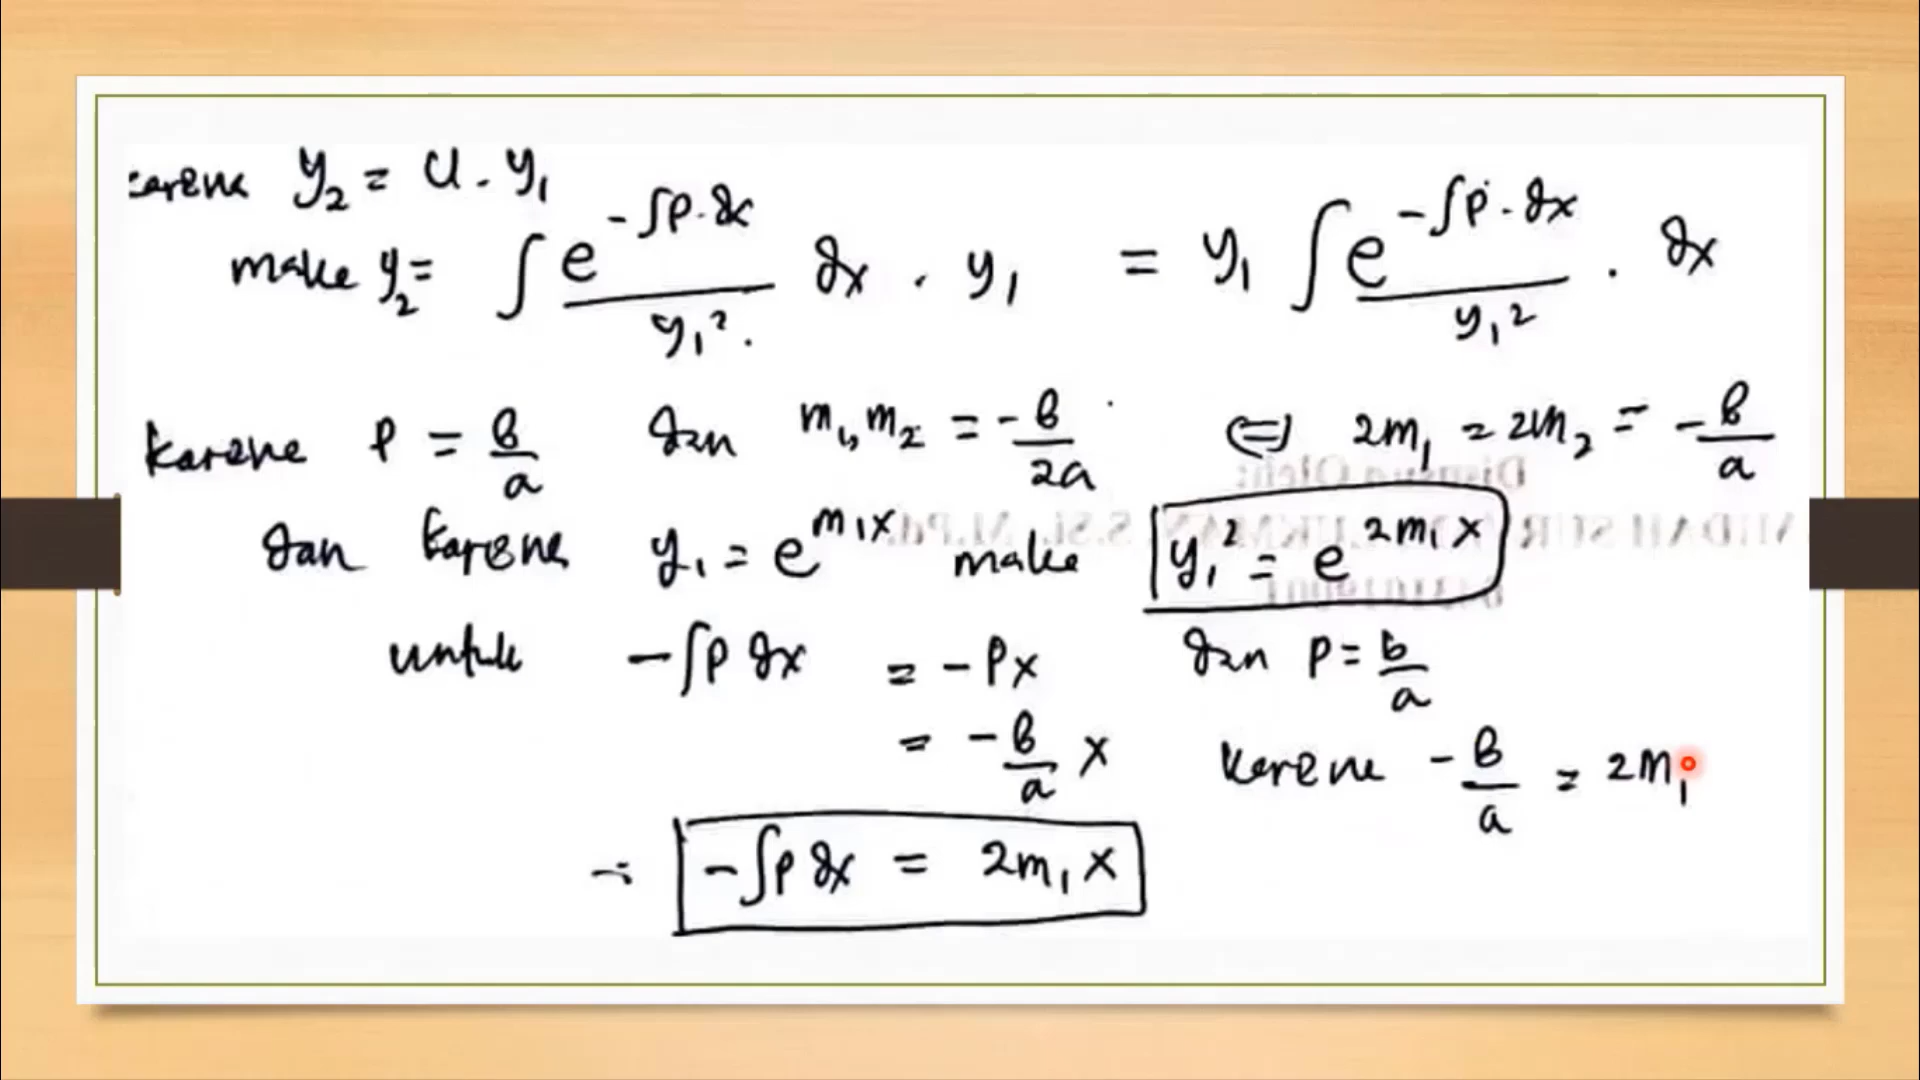 karena y₂ = U . y₁
maka y₂ = ∫ e^(-∫P.dx) / y₁² . dx . y₁ = y₁ ∫ e^(-∫P.dx) / y₁² . dx
karena P = b/a dan m₁, m₂ = -b/2a . ⇔ 2m₁ = 2m₂ = -b/a
dan karena y₁ = e^(m₁x) maka y₁² = e^(2m₁x)
untuk -∫P dx = -Px dan P = b/a
= -b/a x karena -b/a = 2m₁
∴ -∫P dx = 2m₁x